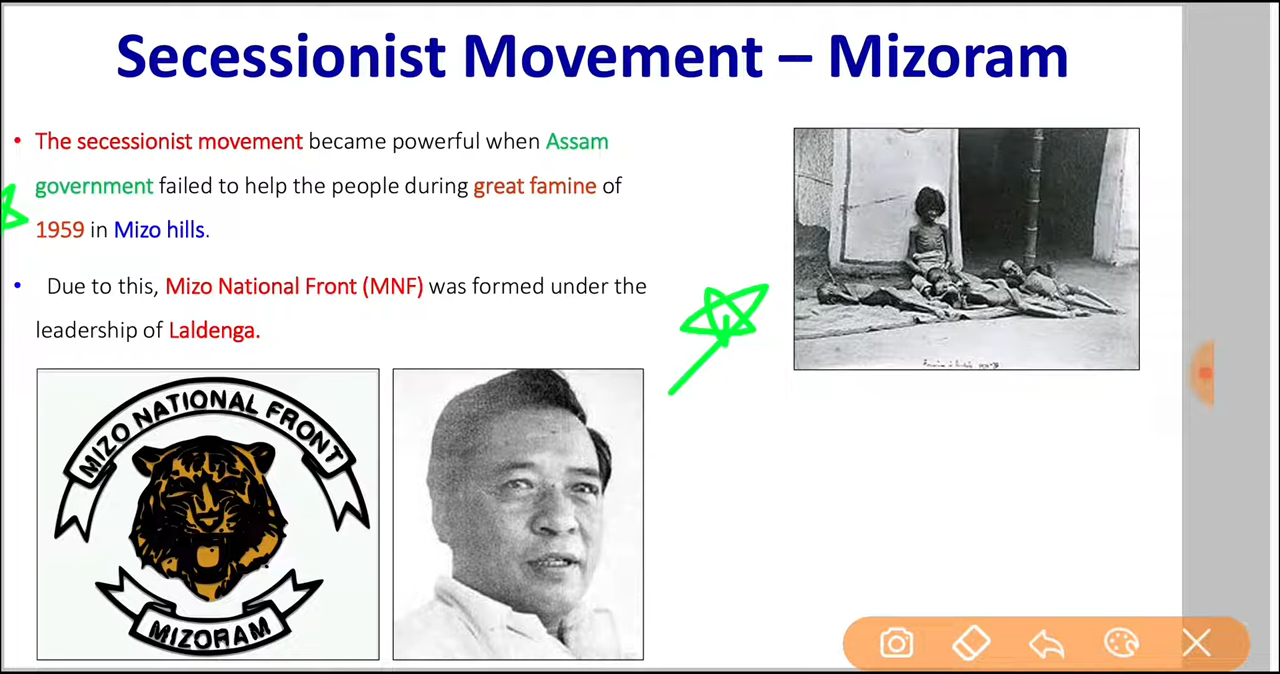 Secessionist Movement – Mizoram
• The secessionist movement became powerful when Assam
government failed to help the people during great famine of
1959 in Mizo hills.
• Due to this, Mizo National Front (MNF) was formed under the
leadership of Laldenga.
MIZO NATIONAL FRONT
MIZORAM